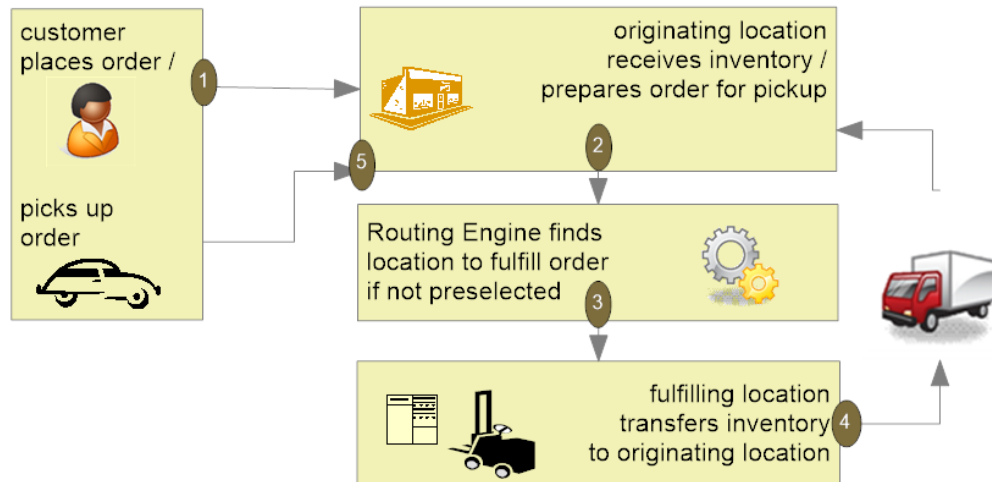 customer
places order /
1
picks up
order
originating location
receives inventory /
prepares order for pickup
5
2
Routing Engine finds
location to fulfill order
if not preselected
3
fulfilling location
transfers inventory
to originating location
4